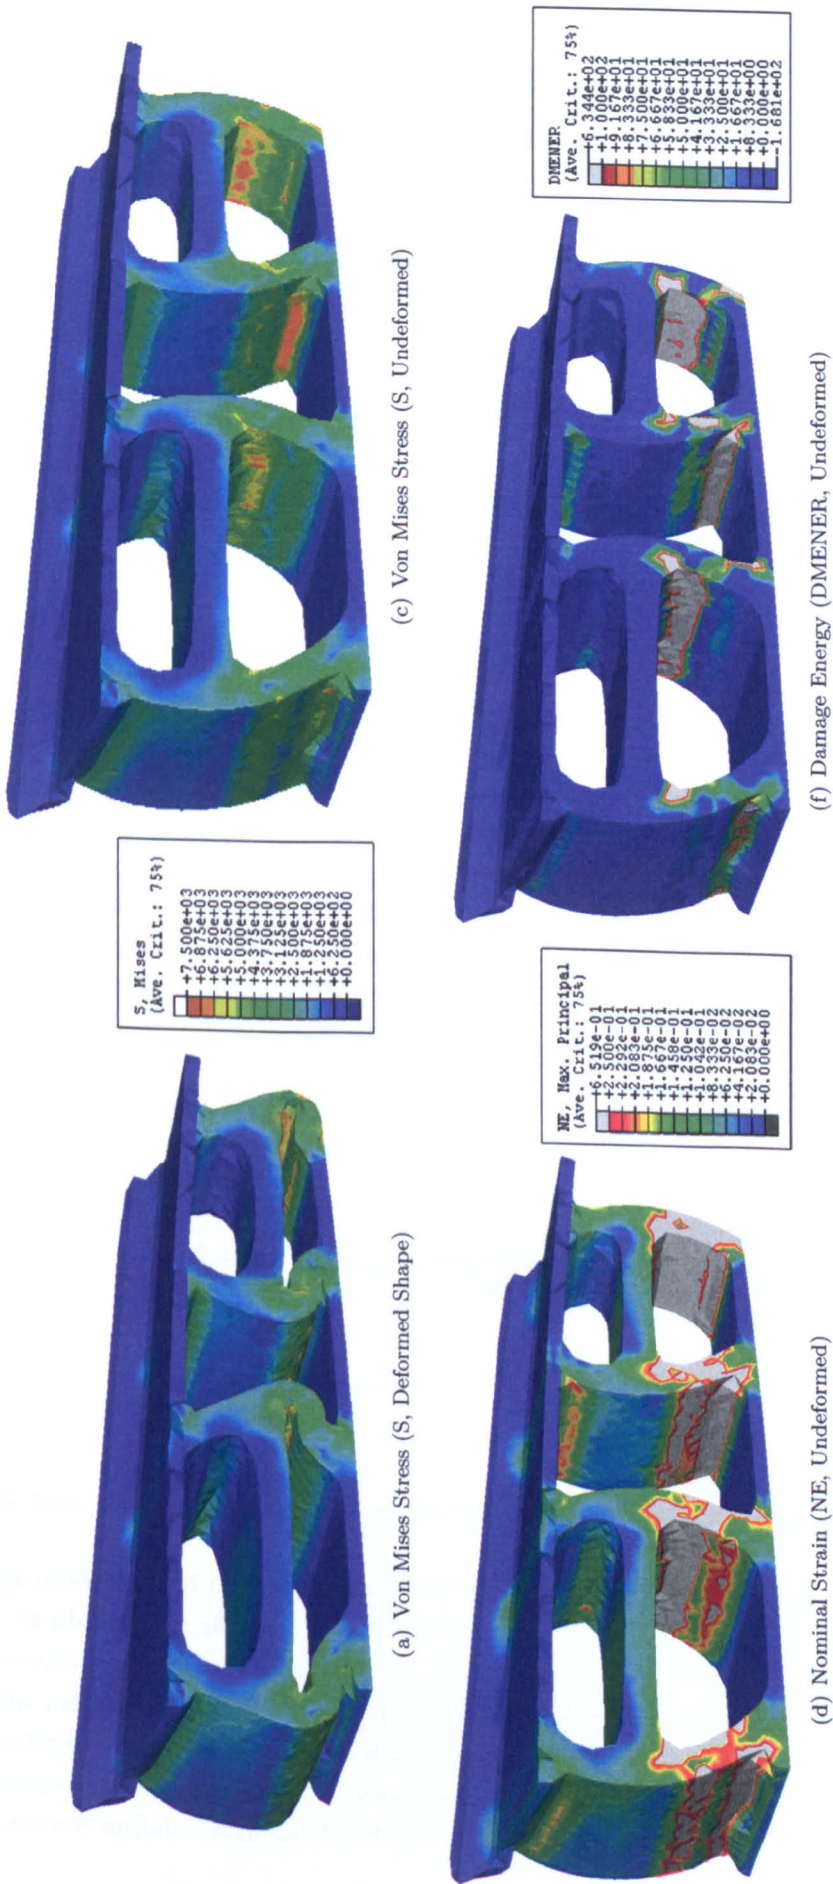 S, Mises
(Ave. Crit.: 75%)
+7.500e+03
+6.875e+03
+6.250e+03
+5.625e+03
+5.000e+03
+4.375e+03
+3.750e+03
+3.125e+03
+2.500e+03
+1.875e+03
+1.250e+03
+6.250e+02
+0.000e+00
(a) Von Mises Stress (S, Deformed Shape)
(c) Von Mises Stress (S, Undeformed)
NE, Max. Principal
(Ave. Crit.: 75%)
+6.519e-01
+2.500e-01
+2.292e-01
+2.083e-01
+1.875e-01
+1.667e-01
+1.458e-01
+1.250e-01
+1.042e-01
+8.333e-02
+6.250e-02
+4.167e-02
+2.083e-02
+0.000e+00
DMENER
(Ave. Crit.: 75%)
+6.344e+02
+1.000e+02
+9.167e+01
+8.333e+01
+7.500e+01
+6.667e+01
+5.833e+01
+5.000e+01
+4.167e+01
+3.333e+01
+2.500e+01
+1.667e+01
+8.333e+00
+0.000e+00
-1.681e-02
(d) Nominal Strain (NE, Undeformed)
(f) Damage Energy (DMENER, Undeformed)